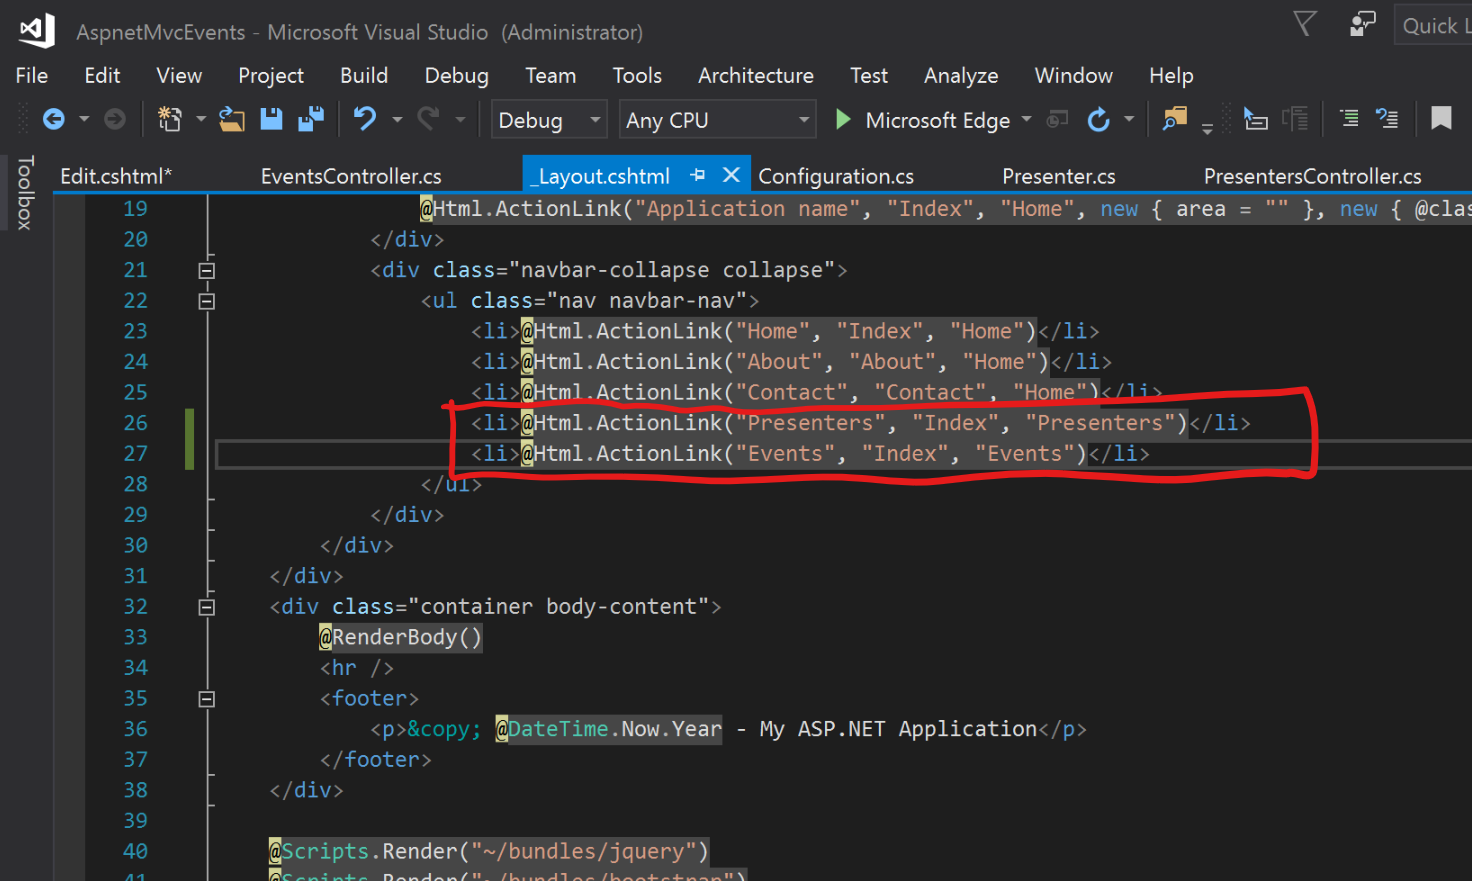 AspnetMvcEvents - Microsoft Visual Studio (Administrator)
Quick L
File Edit View Project Build Debug Team Tools Architecture Test Analyze Window Help
Debug Any CPU Microsoft Edge
Toolbox
Edit.cshtml* EventsController.cs _Layout.cshtml Configuration.cs Presenter.cs PresentersController.cs
19 @Html.ActionLink("Application name", "Index", "Home", new { area = "" }, new { @clas
20 </div>
21 <div class="navbar-collapse collapse">
22 <ul class="nav navbar-nav">
23 <li>@Html.ActionLink("Home", "Index", "Home")</li>
24 <li>@Html.ActionLink("About", "About", "Home")</li>
25 <li>@Html.ActionLink("Contact", "Contact", "Home")</li>
26 <li>@Html.ActionLink("Presenters", "Index", "Presenters")</li>
27 <li>@Html.ActionLink("Events", "Index", "Events")</li>
28 </ul>
29 </div>
30 </div>
31 </div>
32 <div class="container body-content">
33 @RenderBody()
34 <hr />
35 <footer>
36 <p>&copy; @DateTime.Now.Year - My ASP.NET Application</p>
37 </footer>
38 </div>
39
40 @Scripts.Render("~/bundles/jquery")
41 @Scripts.Render("~/bundles/bootstrap")